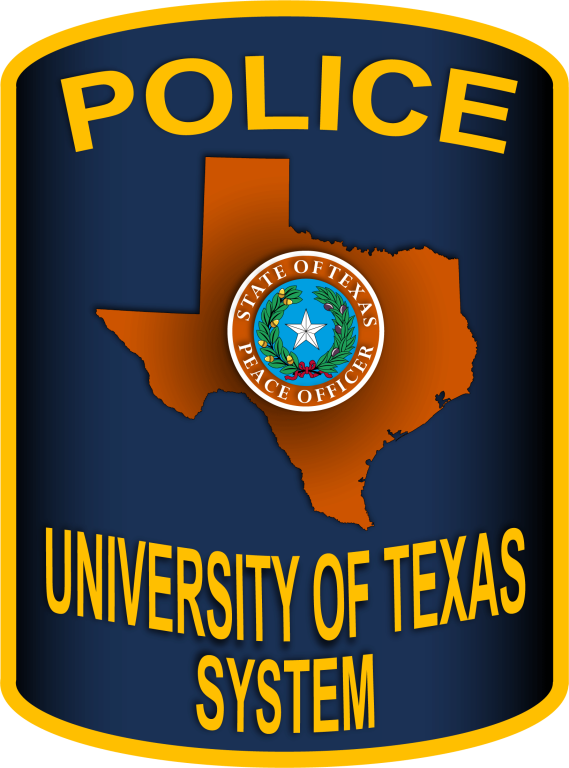 POLICE
STATE OF TEXAS
PEACE OFFICER
UNIVERSITY OF TEXAS
SYSTEM